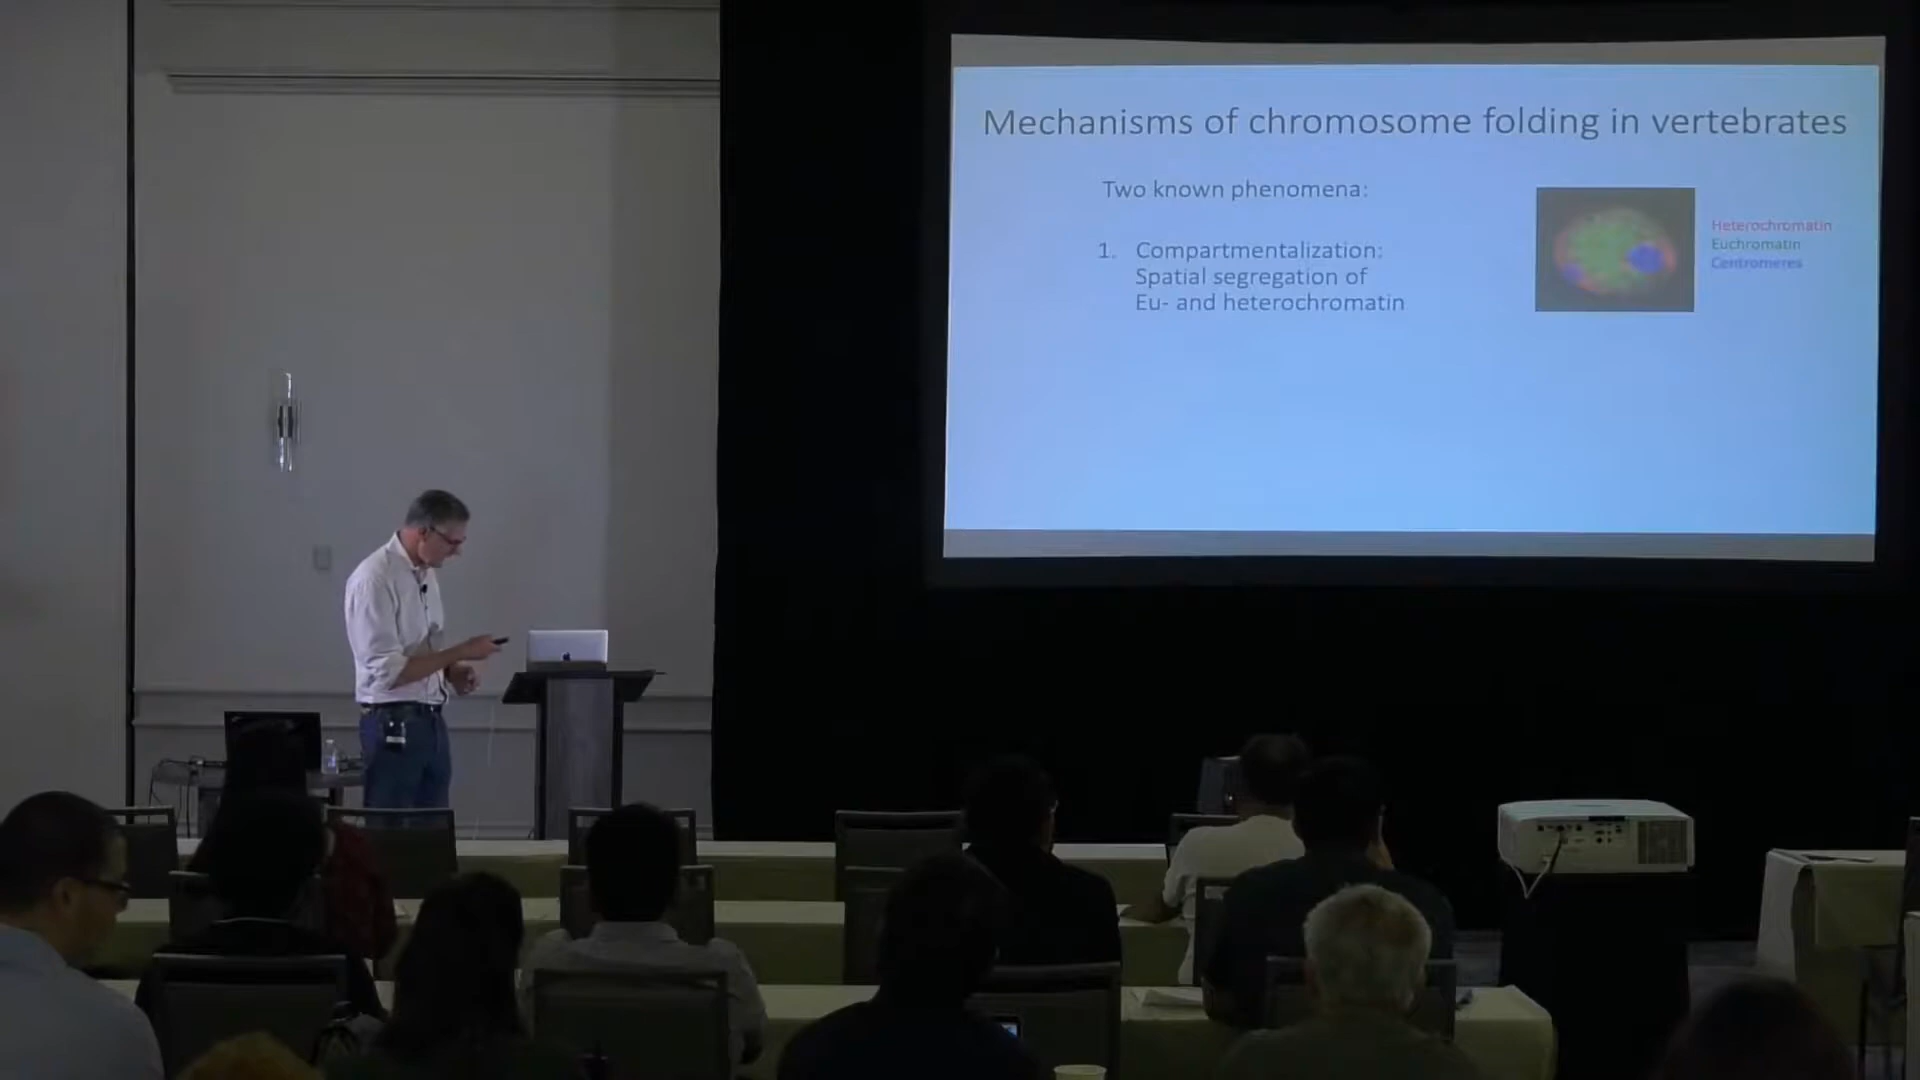 Mechanisms of chromosome folding in vertebrates
Two known phenomena:
1. Compartmentalization:
Spatial segregation of
Eu- and heterochromatin
Heterochromatin
Euchromatin
Centromeres